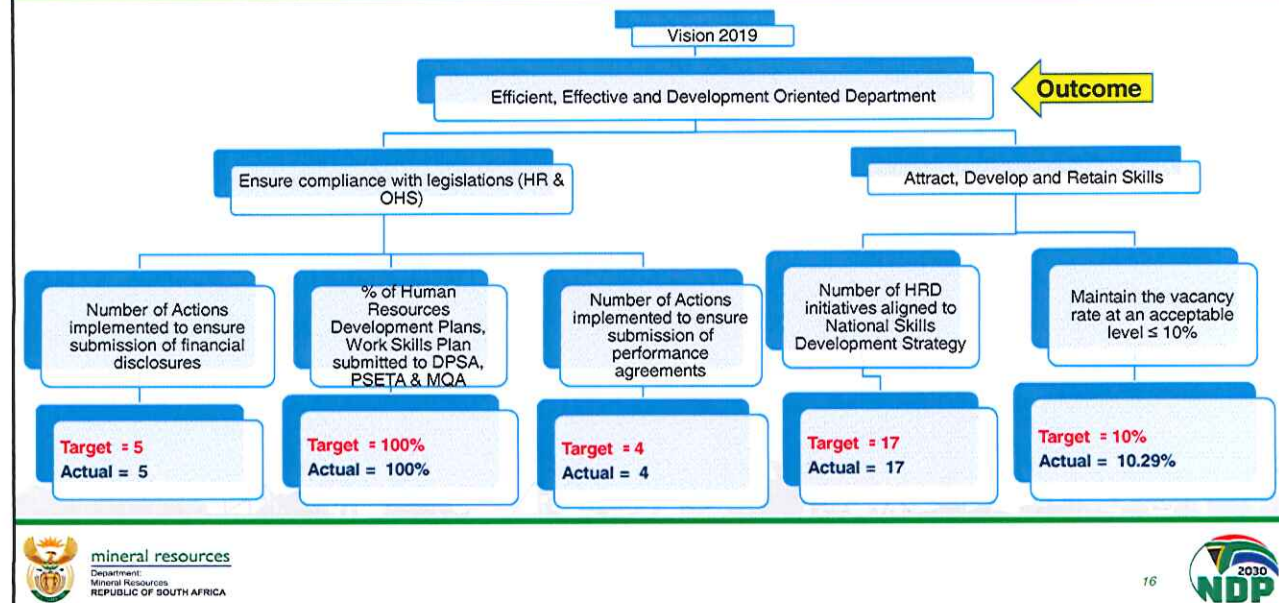 Vision 2019
Efficient, Effective and Development Oriented Department
Outcome
Ensure compliance with legislations (HR &
OHS)
Attract, Develop and Retain Skills
Number of Actions
implemented to ensure
submission of financial
disclosures
% of Human
Resources
Development Plans,
Work Skills Plan
submitted to DPSA,
PSETA & MQA
Number of Actions
implemented to ensure
submission of
performance
agreements
Number of HRD
initiatives aligned to
National Skills
Development Strategy
Maintain the vacancy
rate at an acceptable
level ≤ 10%
Target = 5
Actual = 5
Target = 100%
Actual = 100%
Target = 4
Actual = 4
Target = 17
Actual = 17
Target = 10%
Actual = 10.29%
mineral resources
Department:
Mineral Resources
REPUBLIC OF SOUTH AFRICA
16
2030
NDP